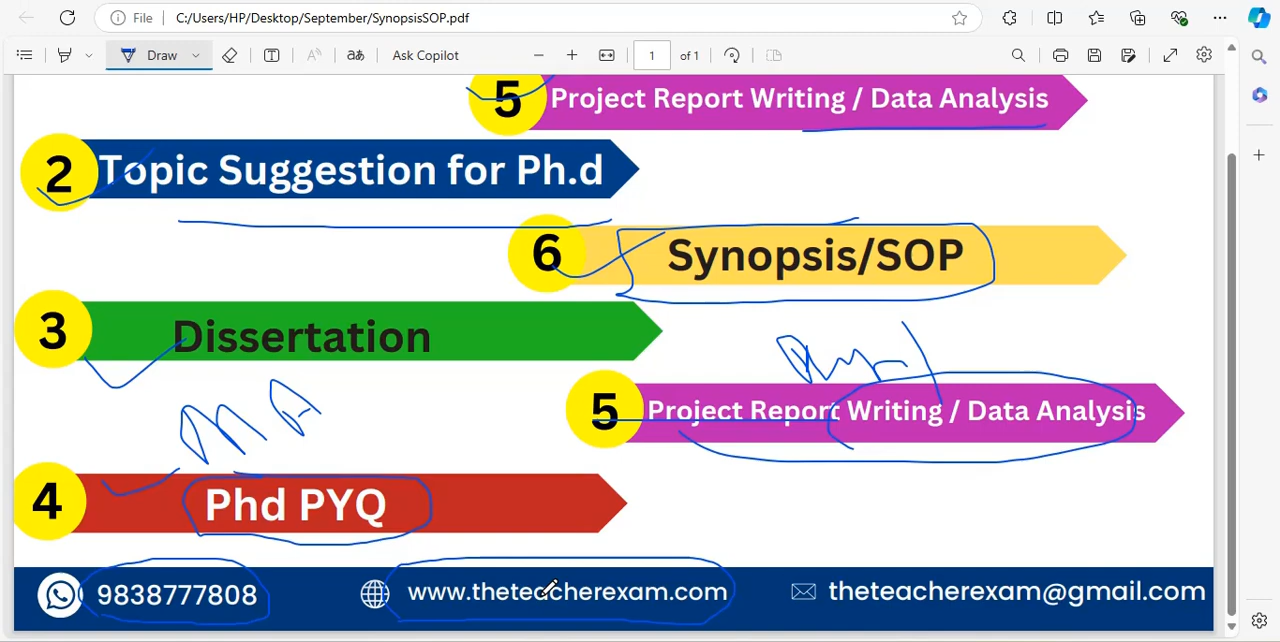 File C:/Users/HP/Desktop/September/SynopsisSOP.pdf
Draw Ask Copilot 1 of 1
5 Project Report Writing / Data Analysis
2 Topic Suggestion for Ph.d
6 Synopsis/SOP
3 Dissertation
5 Project Report Writing / Data Analysis
MA
4 Phd PYQ
9838777808 www.theteacherexam.com theteacherexam@gmail.com